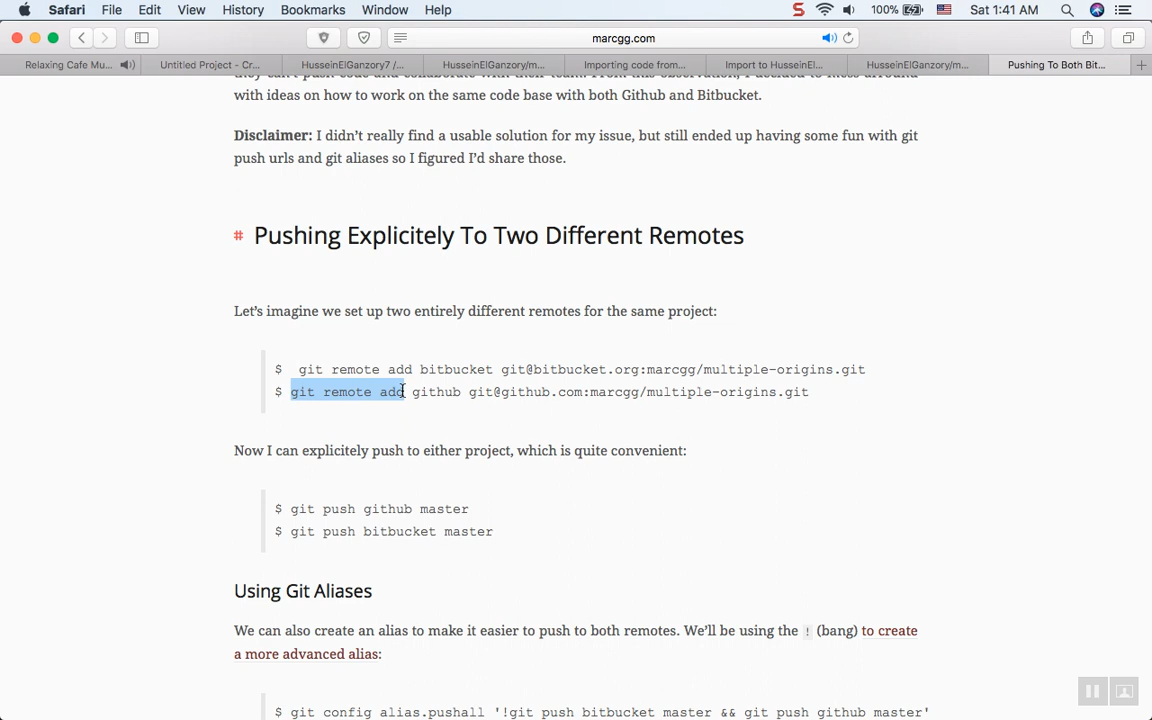 Safari File Edit View History Bookmarks Window Help S 100% Sat 1:41 AM
marcgg.com
Relaxing Cafe Mu... Untitled Project - Cr... HusseinElGanzory7 /... HusseinElGanzory/m... Importing code from... Import to HusseinEl... HusseinElGanzory/m... Pushing To Both Bit... +
with ideas on how to work on the same code base with both Github and Bitbucket.
Disclaimer: I didn't really find a usable solution for my issue, but still ended up having some fun with git
push urls and git aliases so I figured I'd share those.
# Pushing Explicitely To Two Different Remotes
Let's imagine we set up two entirely different remotes for the same project:
$ git remote add bitbucket git@bitbucket.org:marcgg/multiple-origins.git
$ git remote add github git@github.com:marcgg/multiple-origins.git
Now I can explicitely push to either project, which is quite convenient:
$ git push github master
$ git push bitbucket master
Using Git Aliases
We can also create an alias to make it easier to push to both remotes. We'll be using the ! (bang) to create
a more advanced alias:
$ git config alias.pushall '!git push bitbucket master && git push github master'